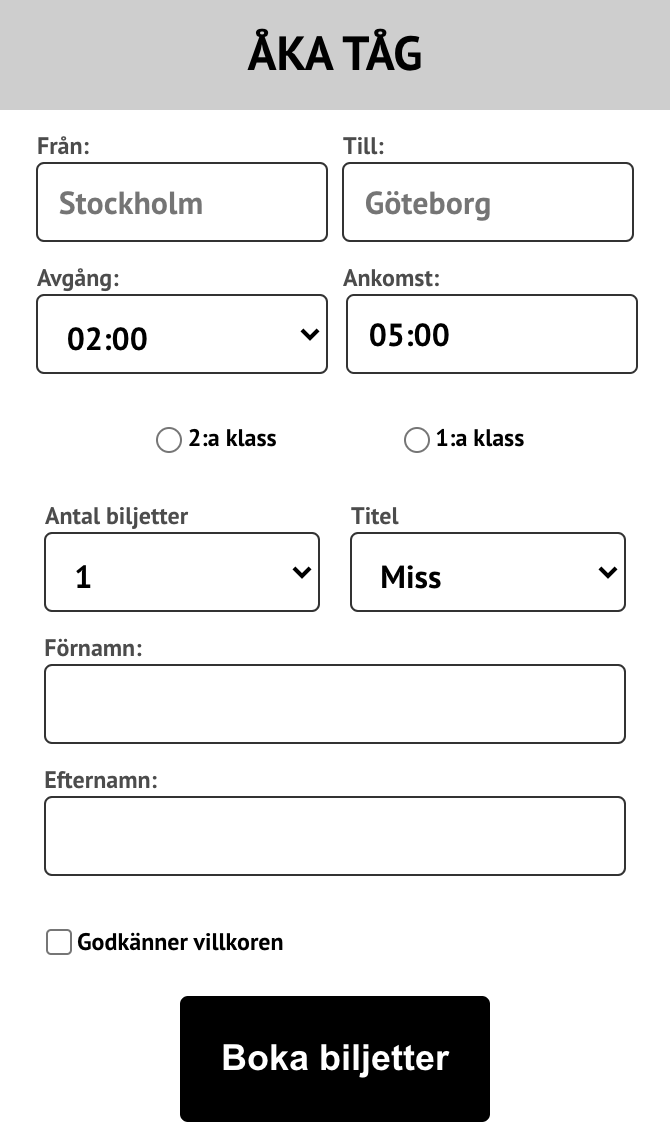 ÅKA TÅG
Från: Till:
Stockholm Göteborg
Avgång: Ankomst:
02:00 05:00
2:a klass 1:a klass
Antal biljetter Titel
1 Miss
Förnamn:
Efternamn:
Godkänner villkoren
Boka biljetter